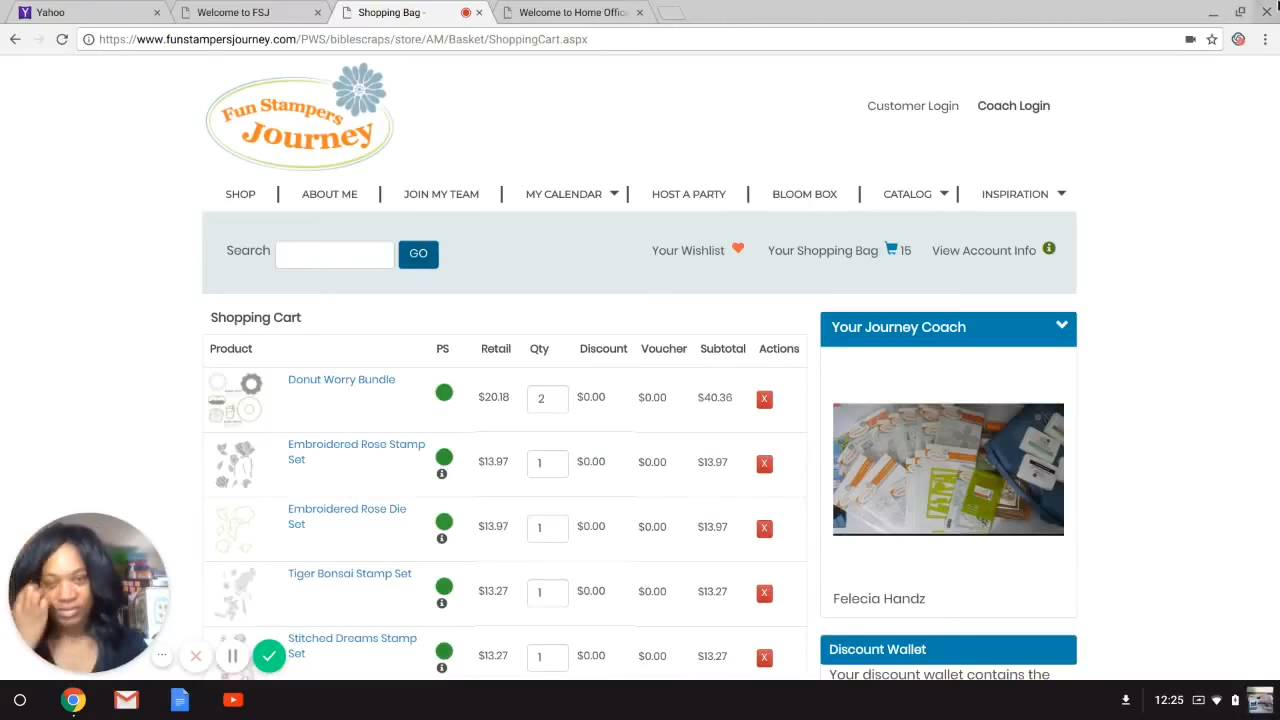 Yahoo
Welcome to FSJ
Shopping Bag -
Welcome to Home Office
https://www.funstampersjourney.com/PWS/biblescraps/store/AM/Basket/ShoppingCart.aspx
Fun Stampers
Journey
Customer Login Coach Login
SHOP ABOUT ME JOIN MY TEAM MY CALENDAR HOST A PARTY BLOOM BOX CATALOG INSPIRATION
Search GO Your Wishlist Your Shopping Bag 15 View Account Info
Shopping Cart
Product PS Retail Qty Discount Voucher Subtotal Actions
Donut Worry Bundle $20.18 2 $0.00 $0.00 $40.36 X
Embroidered Rose Stamp
Set $13.97 1 $0.00 $0.00 $13.97 X
Embroidered Rose Die
Set $13.97 1 $0.00 $0.00 $13.97 X
Tiger Bonsai Stamp Set $13.27 1 $0.00 $0.00 $13.27 X
Stitched Dreams Stamp
Set $13.27 1 $0.00 $0.00 $13.27 X
Your Journey Coach
Felecia Handz
Discount Wallet
Your discount wallet contains the
12:25